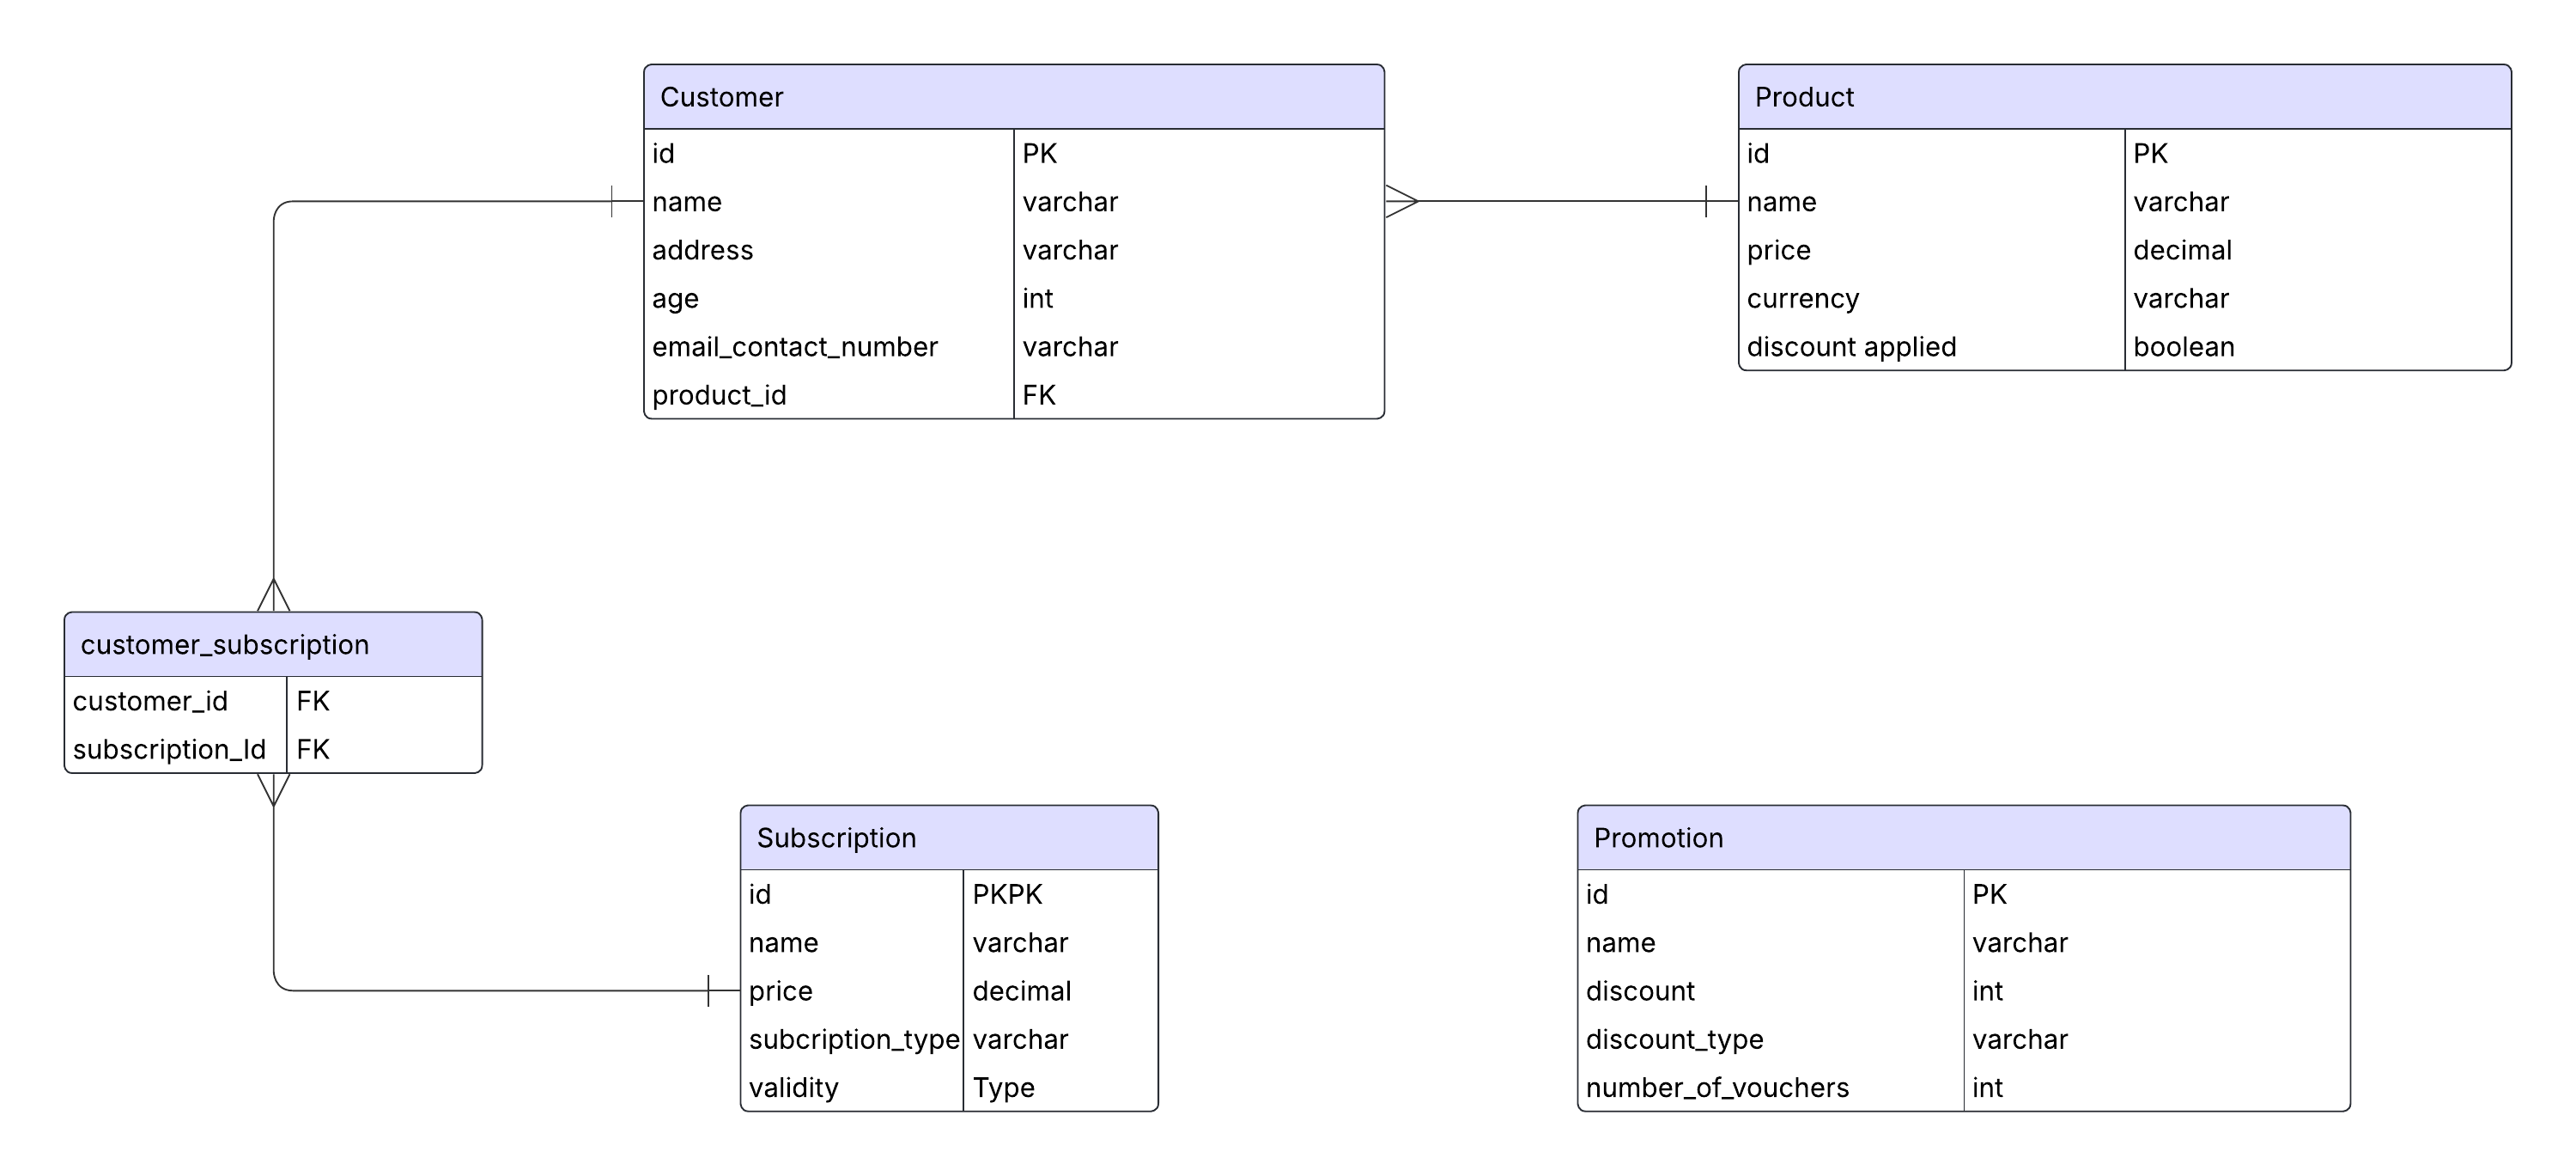 Customer
id PK
name varchar
address varchar
age int
email_contact_number varchar
product_id FK
Product
id PK
name varchar
price decimal
currency varchar
discount applied boolean
customer_subscription
customer_id FK
subscription_Id FK
Subscription
id PKPK
name varchar
price decimal
subcription_type varchar
validity Type
Promotion
id PK
name varchar
discount int
discount_type varchar
number_of_vouchers int